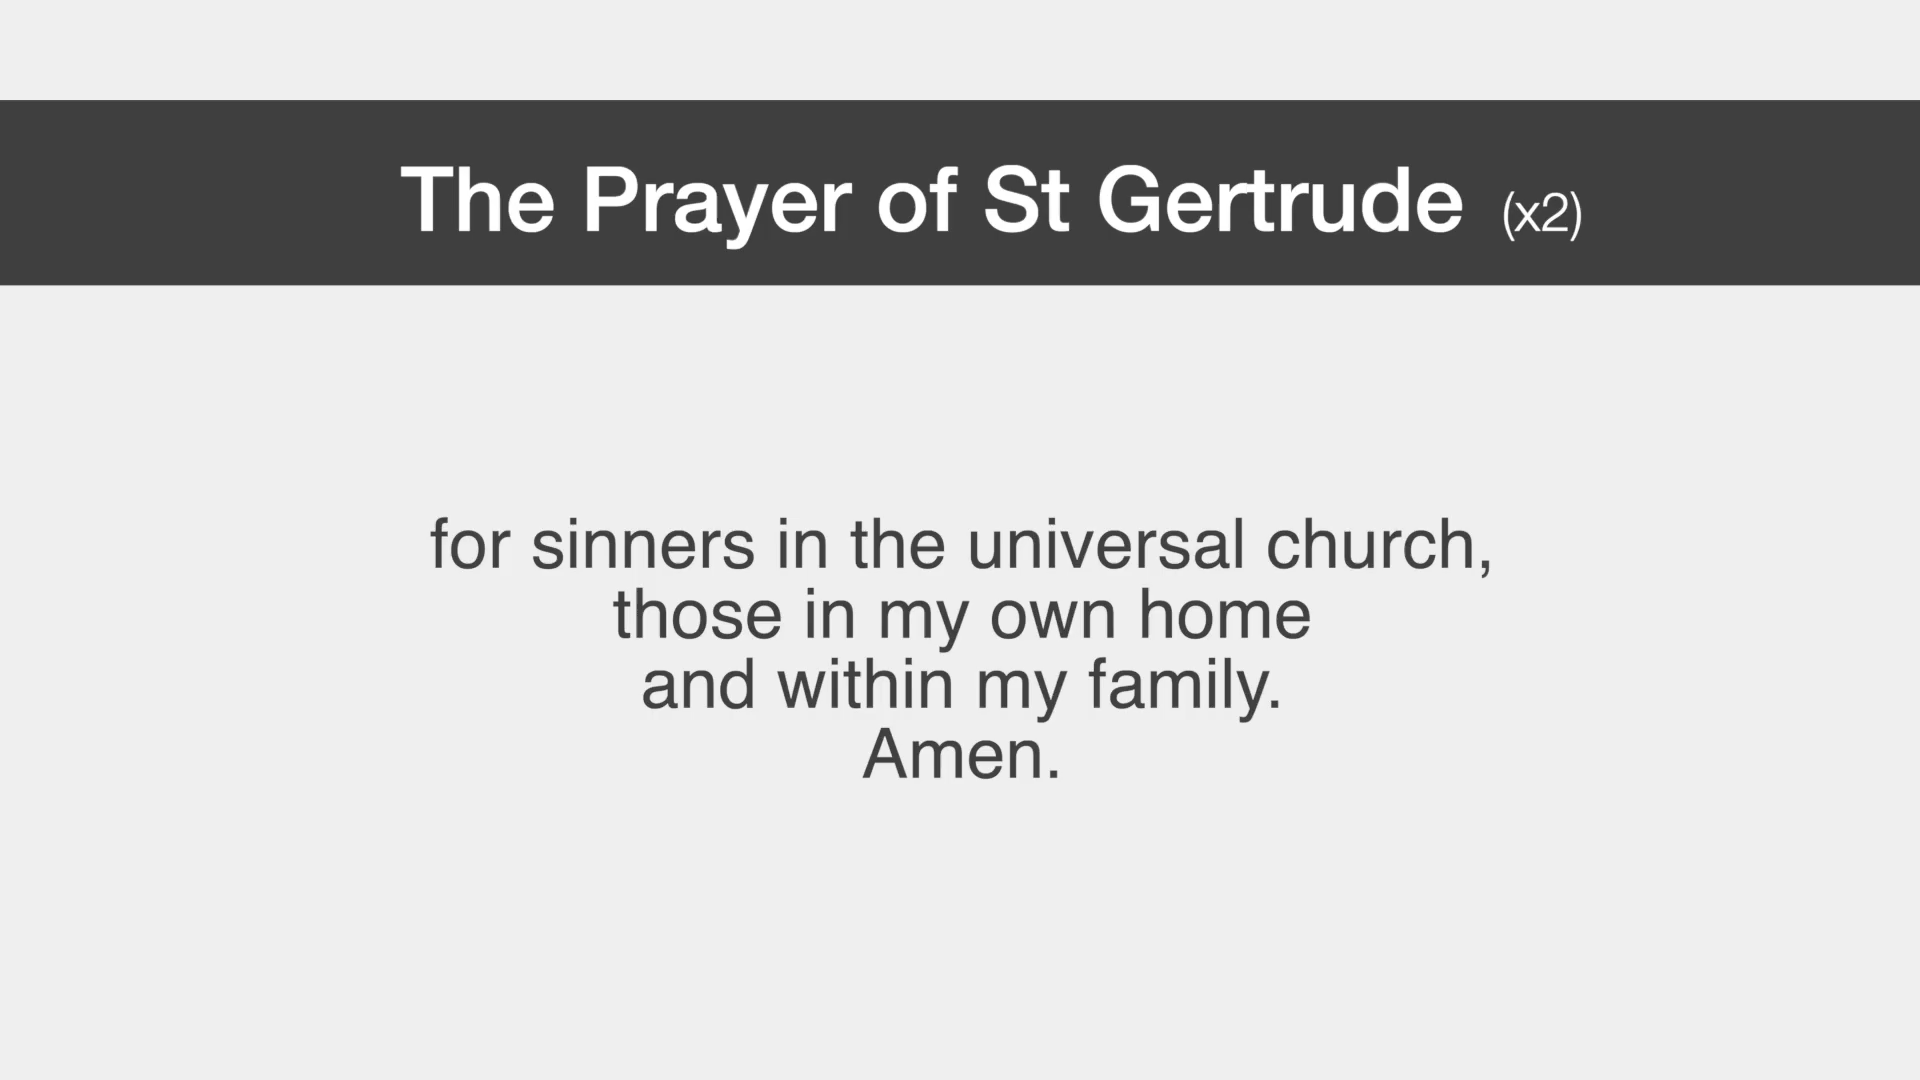 The Prayer of St Gertrude (x2)
for sinners in the universal church,
those in my own home
and within my family.
Amen.